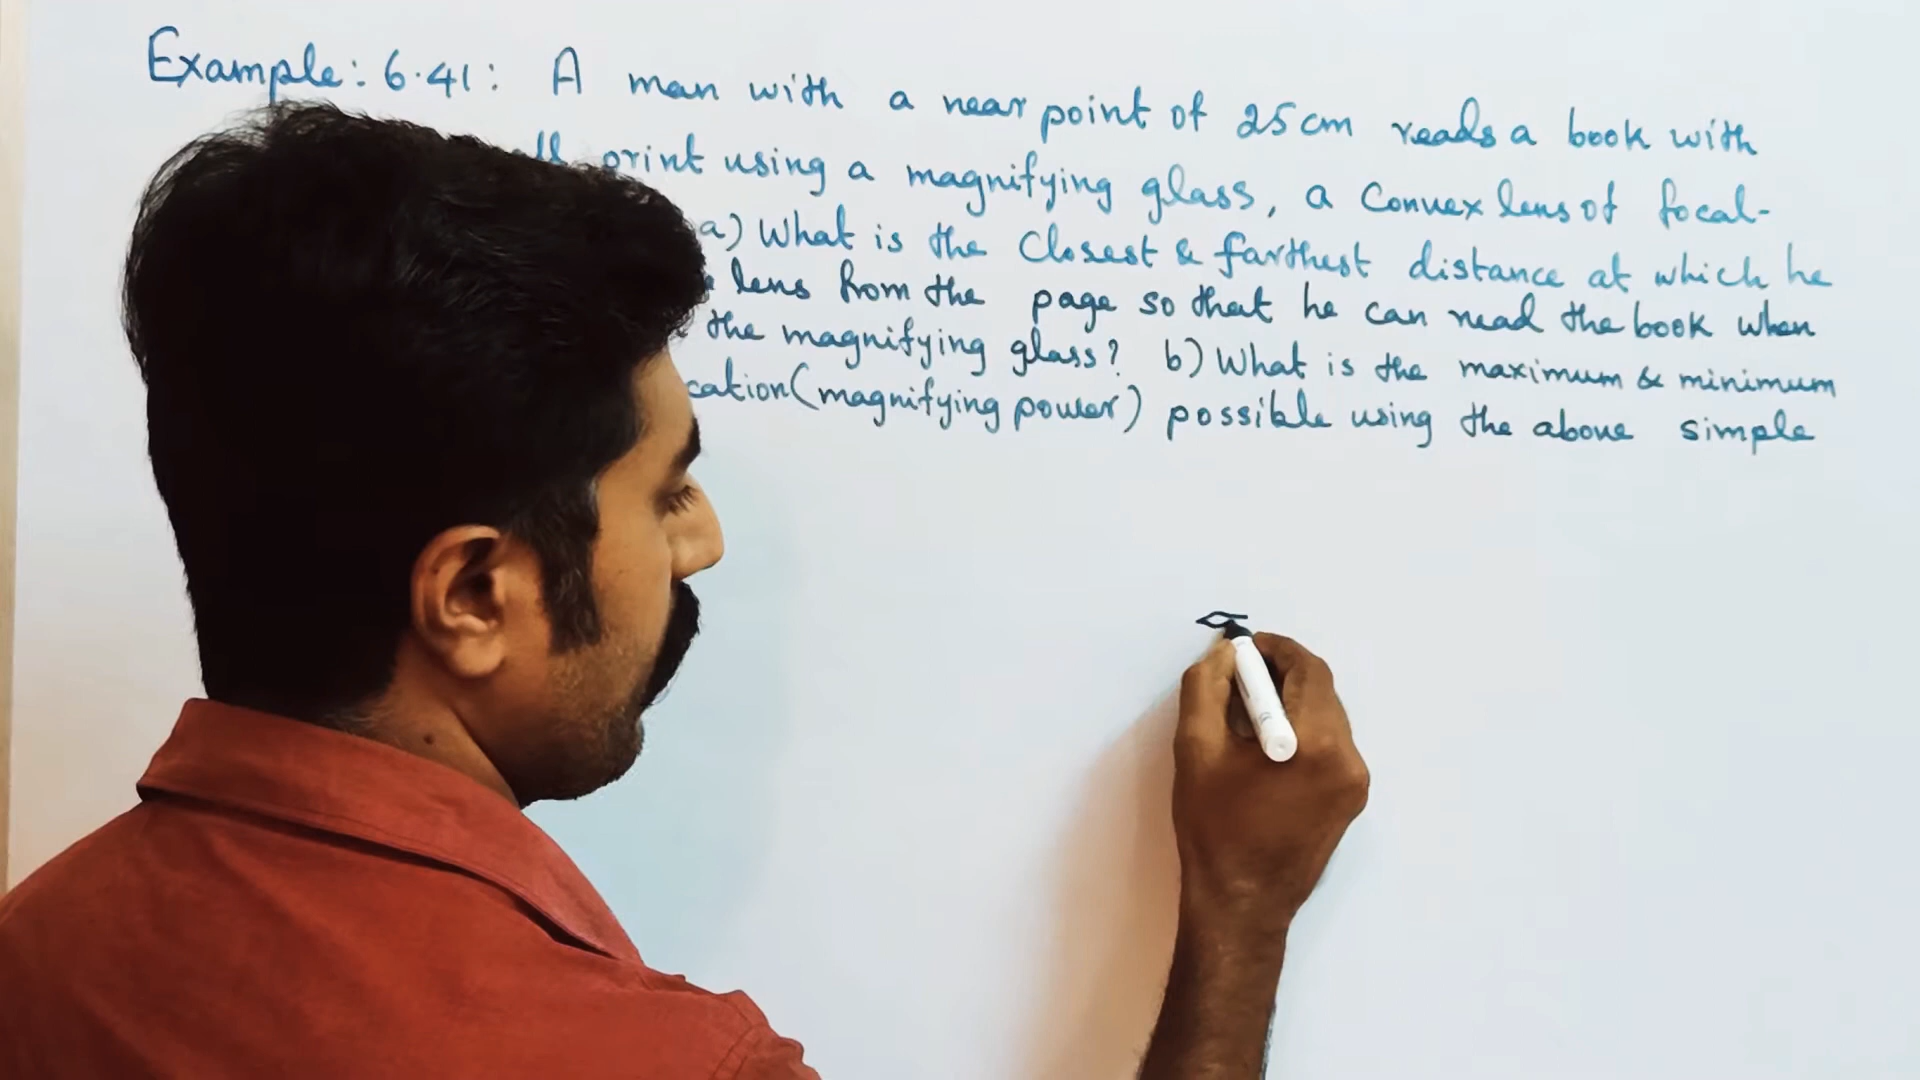 Example: 6.41: A man with a near point of 25 cm reads a book with
print using a magnifying glass, a convex lens of focal-
a) What is the closest & farthest distance at which he
lens from the page so that he can read the book when
the magnifying glass? b) What is the maximum & minimum
cation (magnifying power) possible using the above simple